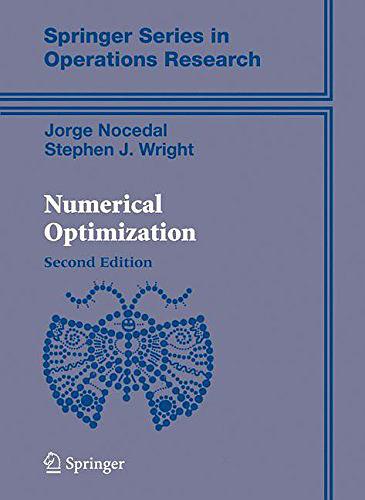 Springer Series in
Operations Research
Jorge Nocedal
Stephen J. Wright
Numerical
Optimization
Second Edition
Springer